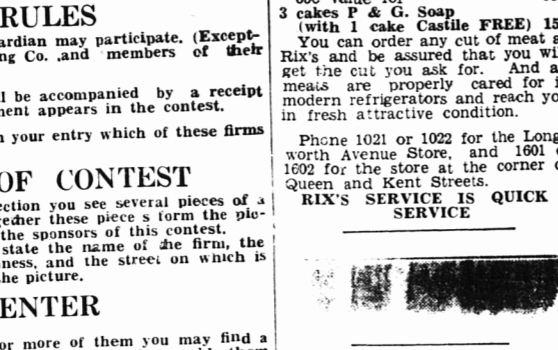 RULES
ardian may participate. (Except-
ng Co. .and members of their
l be accompanied by a receipt
nent appears in the contest.
n your entry which of these firms
OF CONTEST
ection you see several pieces of a
gether these piece s form the pic-
the sponsors of this contest.
state the name of the firm, the
ness, and the street on which is
he picture.
ENTER
or more of them you may find a
3 cakes P & G. Soap
(with 1 cake Castile FREE) 15
You can order any cut of meat a
Rix's and be assured that you wi
get the cut you ask for. And a
meats are properly cared for i
modern refrigerators and reach yo
in fresh attractive condition.
Phone 1021 or 1022 for the Long
worth Avenue Store, and 1601 o
1602 for the store at the corner o
Queen and Kent Streets.
RIX'S SERVICE IS QUICK
SERVICE